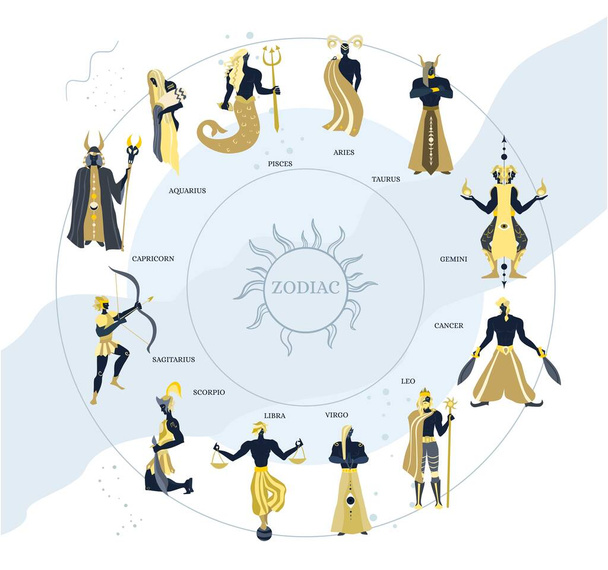 ARIES
PISCES
TAURUS
AQUARIUS
GEMINI
CAPRICORN
ZODIAC
CANCER
SAGITARIUS
LEO
SCORPIO
LIBRA
VIRGO